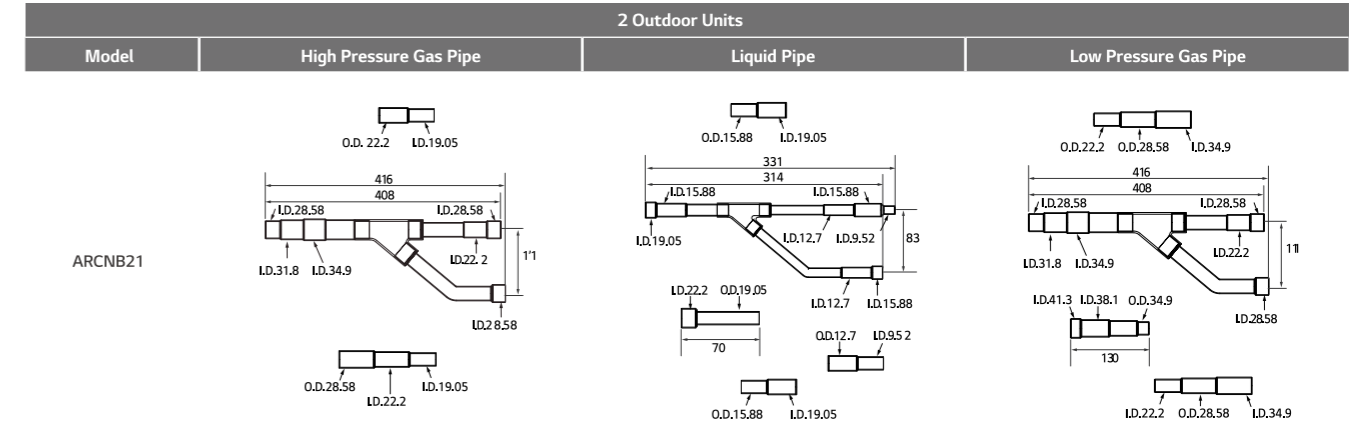 2 Outdoor Units
Model High Pressure Gas Pipe Liquid Pipe Low Pressure Gas Pipe
ARCNB21
O.D. 22.2 I.D.19.05
416
408
I.D.28.58 I.D.28.58
I.D.31.8 I.D.34.9 I.D.22. 2
1'1
I.D.2 8.58
O.D.28.58 I.D.22.2 I.D.19.05
O.D.15.88 I.D.19.05
331
314
I.D.15.88 I.D.15.88
I.D.19.05 I.D.12.7 I.D.9.52
83
I.D.12.7 I.D.15.88
I.D.22.2 O.D.19.05
70
O.D.12.7 I.D.9.5 2
O.D.15.88 I.D.19.05
O.D.22.2 O.D.28.58 I.D.34.9
416
408
I.D.28.58 I.D.28.58
I.D.31.8 I.D.34.9 I.D.22.2
111
I.D.28.58
I.D.41.3 I.D.38.1 O.D.34.9
130
I.D.22.2 O.D.28.58 I.D.34.9